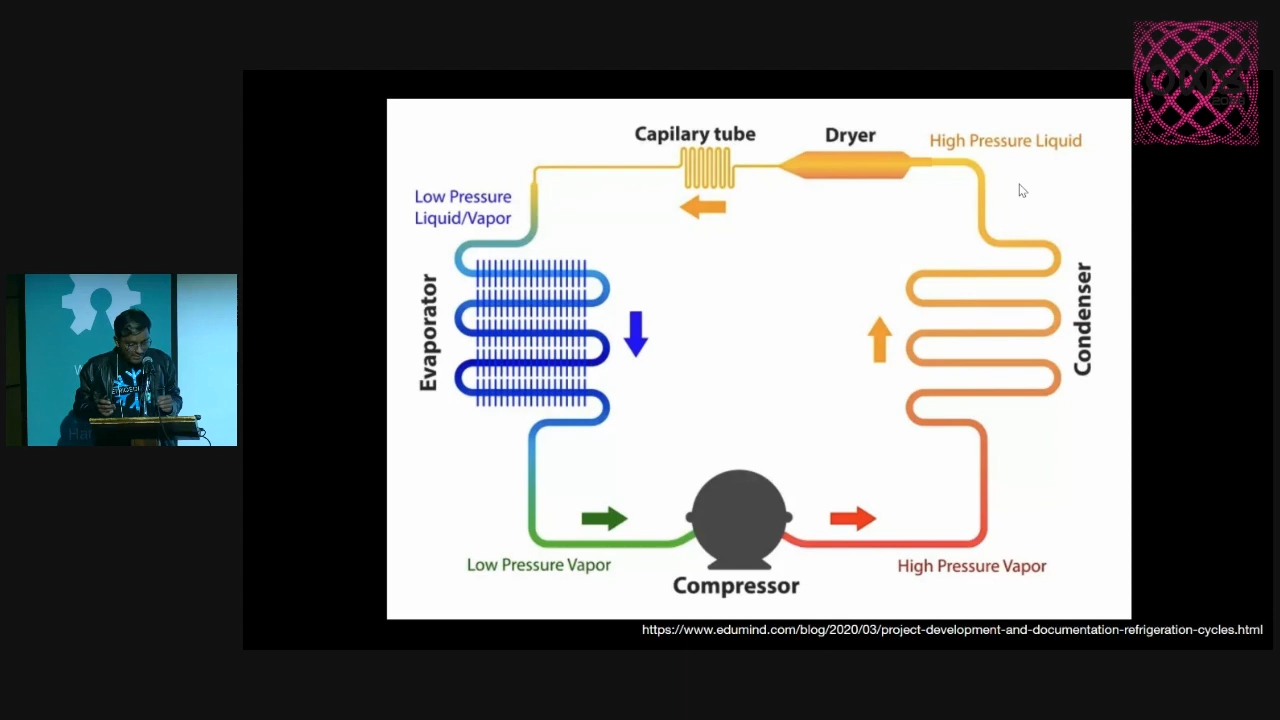 Capilary tube
Dryer
High Pressure Liquid
Low Pressure
Liquid/Vapor
Evaporator
Condenser
Low Pressure Vapor
High Pressure Vapor
Compressor
https://www.edumind.com/blog/2020/03/project-development-and-documentation-refrigeration-cycles.html